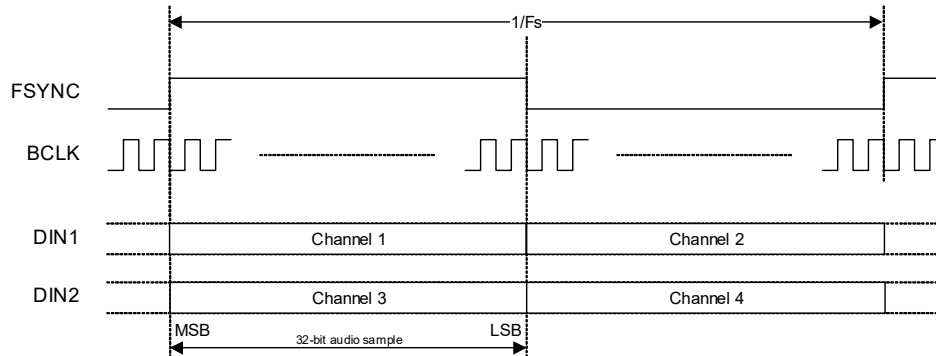 1/Fs
FSYNC
BCLK
DIN1 Channel 1 Channel 2
DIN2 Channel 3 Channel 4
MSB LSB
32-bit audio sample